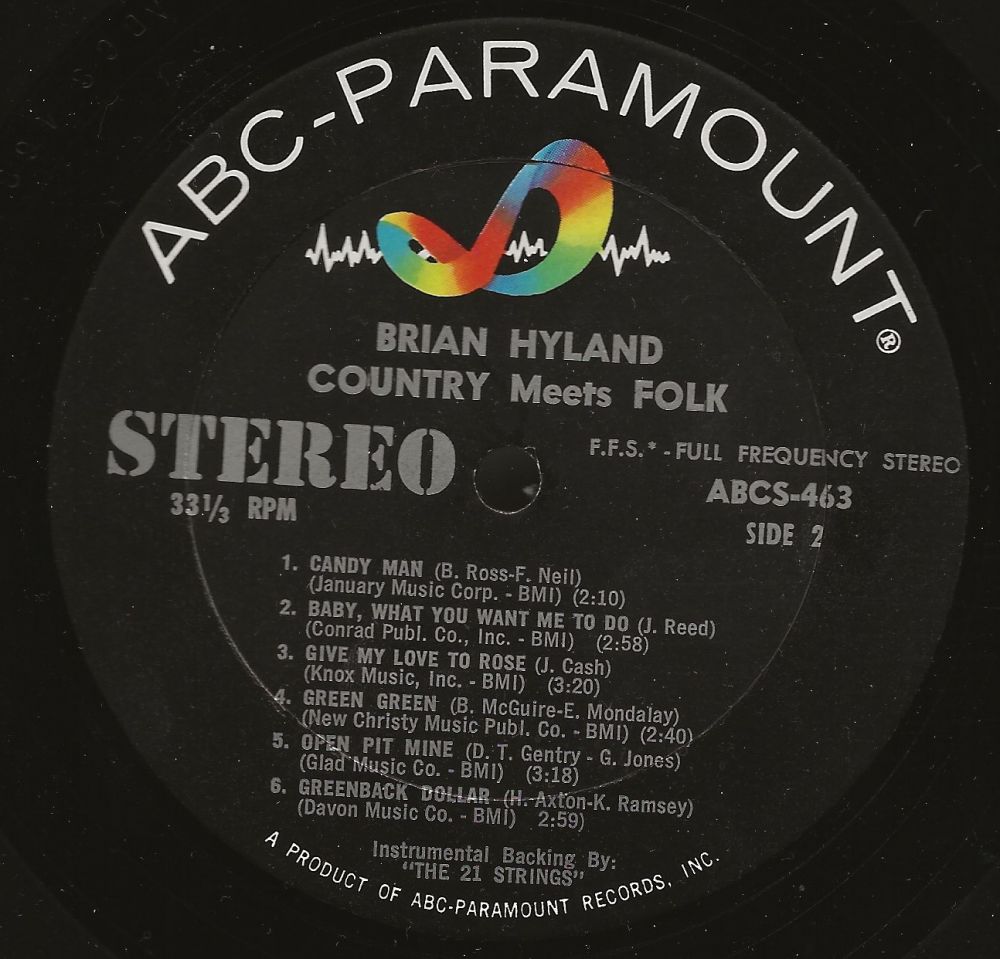 ABC-PARAMOUNT®
BRIAN HYLAND
COUNTRY Meets FOLK
STEREO
33⅓ RPM
F.F.S.* - FULL FREQUENCY STEREO
ABCS-463
SIDE 2
1. CANDY MAN (B. Ross-F. Neil)
(January Music Corp. - BMI) (2:10)
2. BABY, WHAT YOU WANT ME TO DO (J. Reed)
(Conrad Publ. Co., Inc. - BMI) (2:58)
3. GIVE MY LOVE TO ROSE (J. Cash)
(Knox Music, Inc. - BMI) (3:20)
4. GREEN GREEN (B. McGuire-E. Mondalay)
(New Christy Music Publ. Co. - BMI) (2:40)
5. OPEN PIT MINE (D. T. Gentry - G. Jones)
(Glad Music Co. - BMI) (3:18)
6. GREENBACK DOLLAR (H. Axton-K. Ramsey)
(Davon Music Co. - BMI) 2:59)
Instrumental Backing By:
"THE 21 STRINGS"
A PRODUCT OF ABC-PARAMOUNT RECORDS, INC.